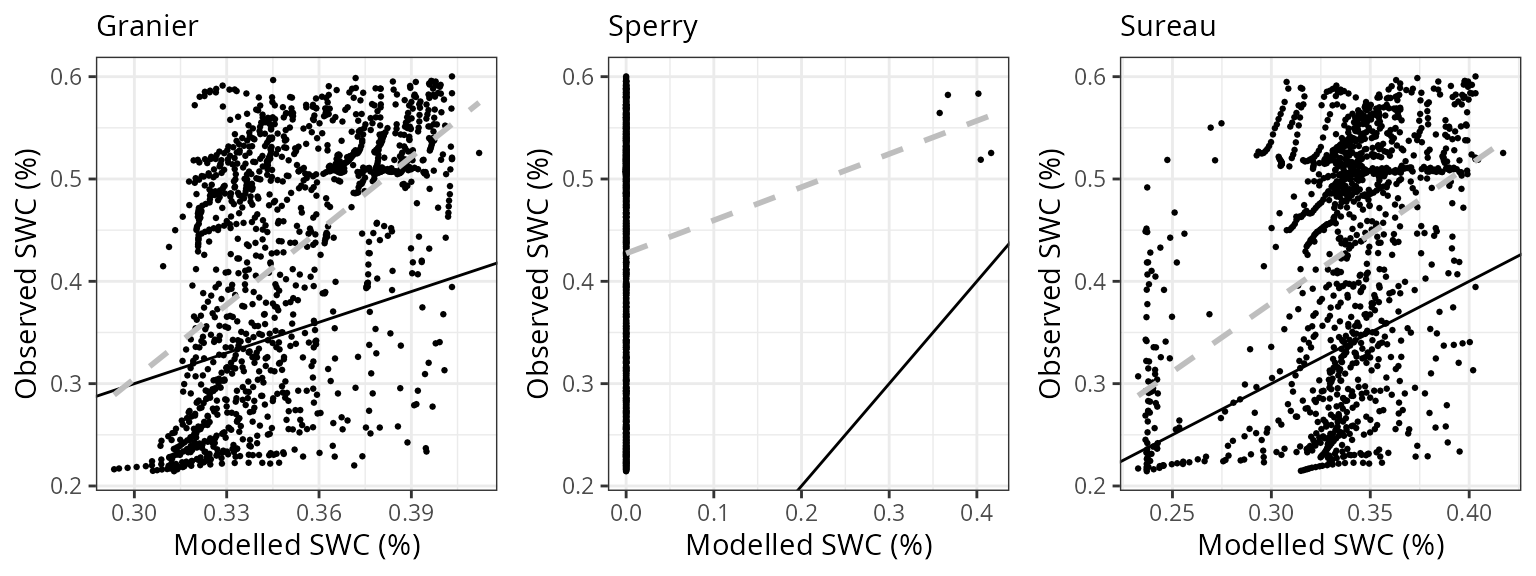 Granier
Observed SWC (%)
0.6
0.5
0.4
0.3
0.2
0.30 0.33 0.36 0.39
Modelled SWC (%)
Sperry
Observed SWC (%)
0.6
0.5
0.4
0.3
0.2
0.0 0.1 0.2 0.3 0.4
Modelled SWC (%)
Sureau
Observed SWC (%)
0.6
0.5
0.4
0.3
0.2
0.25 0.30 0.35 0.40
Modelled SWC (%)